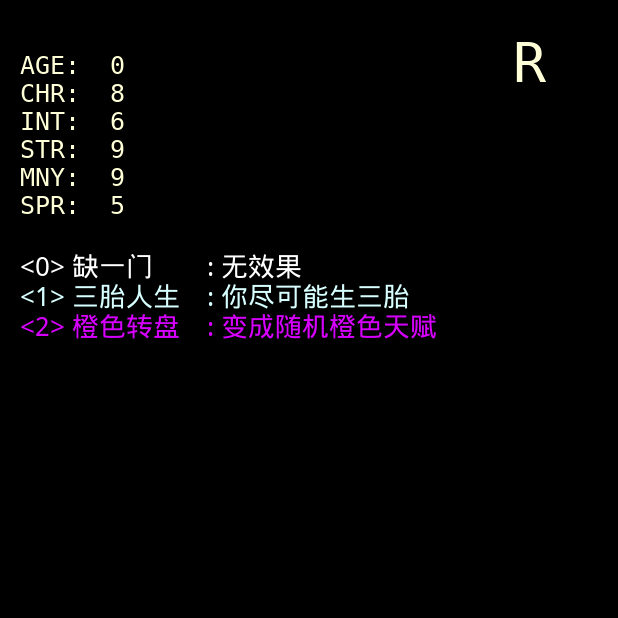 R
AGE: 0
CHR: 8
INT: 6
STR: 9
MNY: 9
SPR: 5
<0> 缺一门 : 无效果
<1> 三胎人生 : 你尽可能生三胎
<2> 橙色转盘 : 变成随机橙色天赋